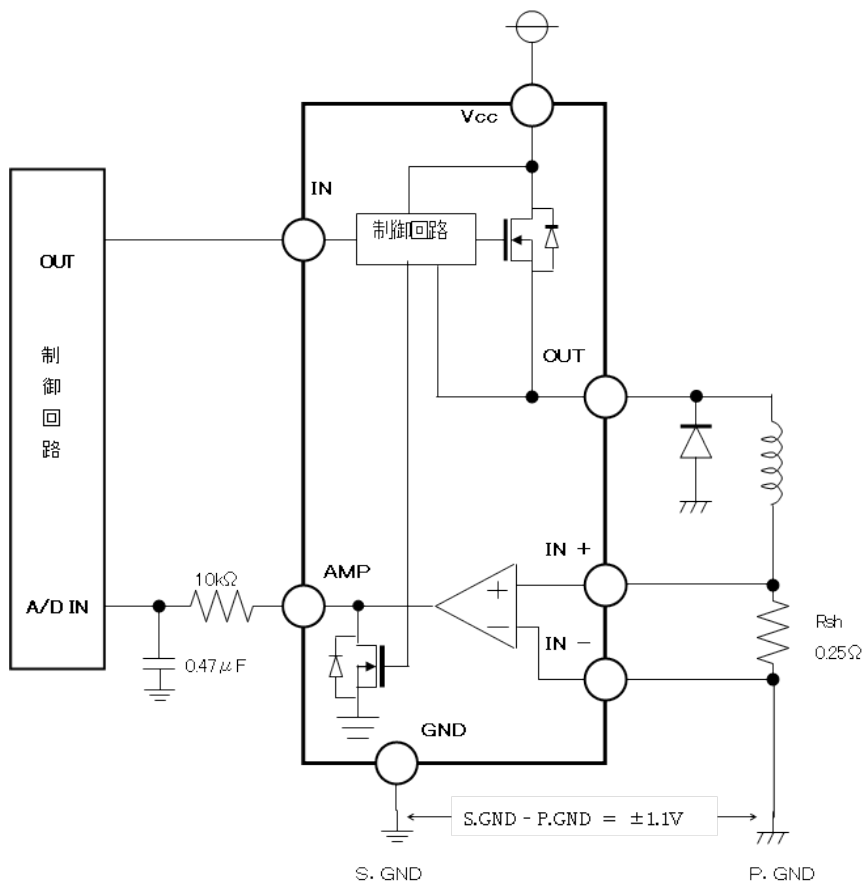 Vcc
IN
制御回路
OUT
OUT
制御回路
IN +
AMP
10kΩ
+
A/D IN
−
IN −
Rsh
0.25Ω
0.47μF
GND
S.GND - P.GND = ±1.1V
S. GND
P. GND